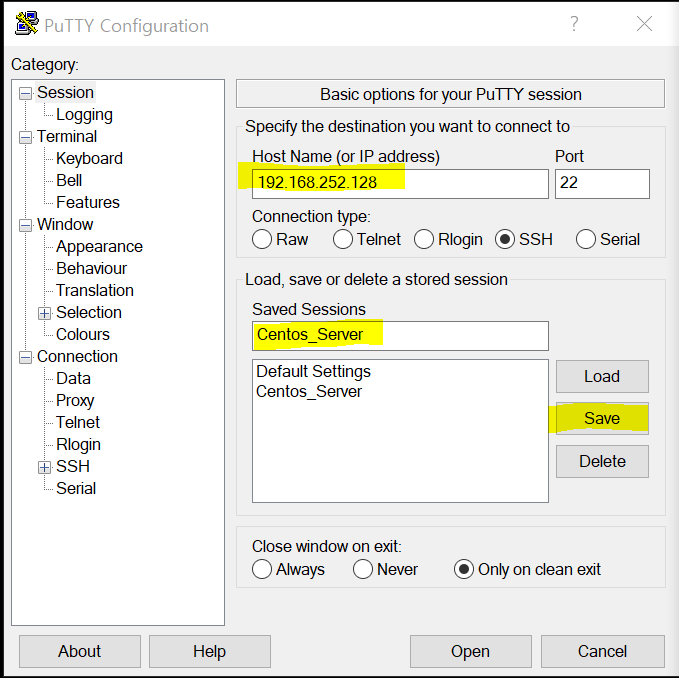 PuTTY Configuration
?
Category:
Session
Logging
Terminal
Keyboard
Bell
Features
Window
Appearance
Behaviour
Translation
Selection
Colours
Connection
Data
Proxy
Telnet
Rlogin
SSH
Serial
Basic options for your PuTTY session
Specify the destination you want to connect to
Host Name (or IP address) Port
192.168.252.128 22
Connection type:
Raw Telnet Rlogin SSH Serial
Load, save or delete a stored session
Saved Sessions
Centos_Server
Default Settings
Centos_Server
Load
Save
Delete
Close window on exit:
Always Never Only on clean exit
About Help Open Cancel